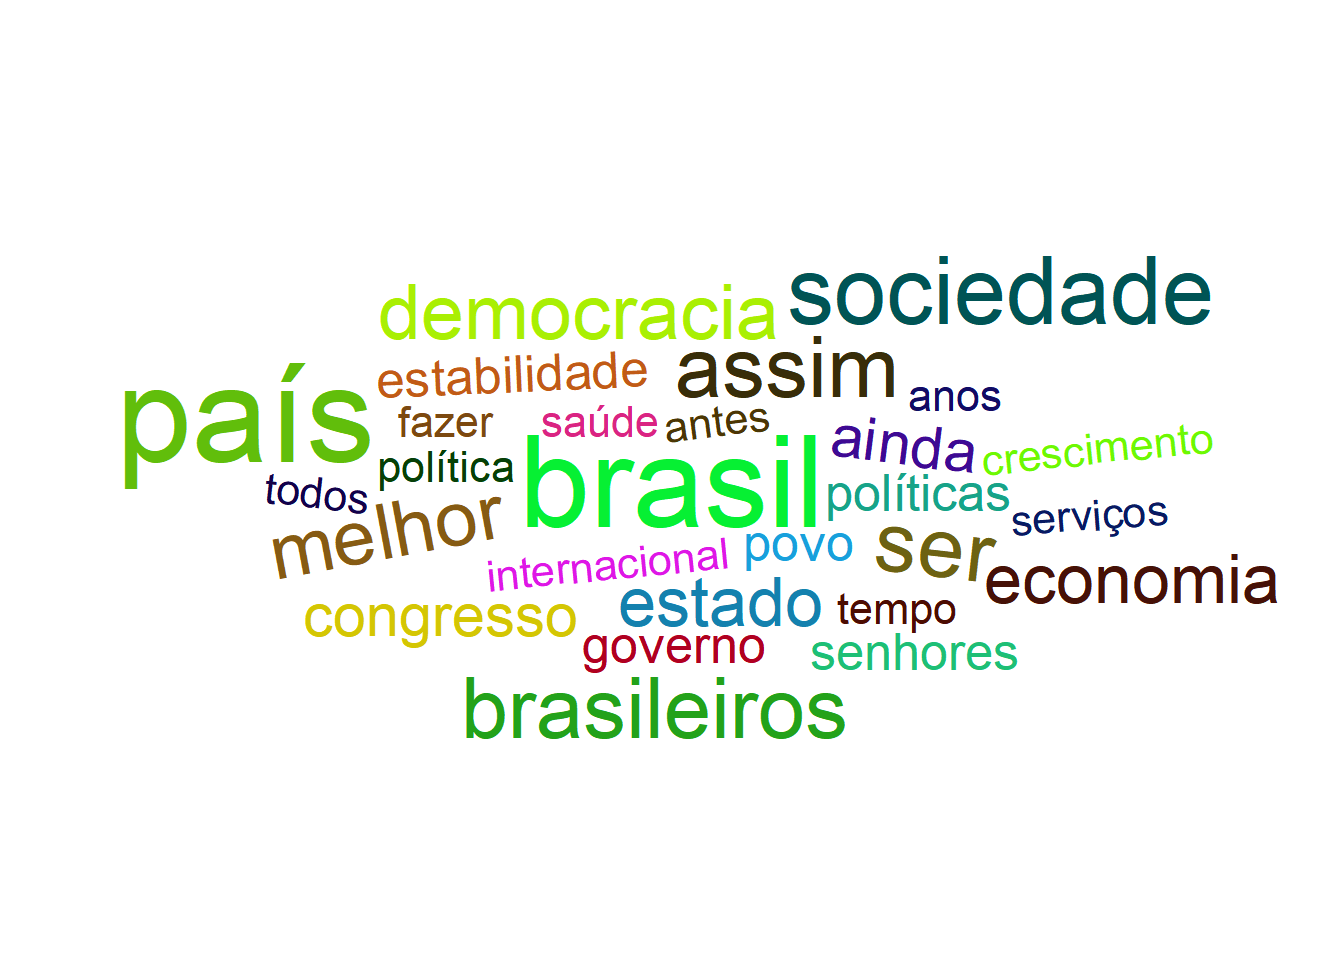 sociedade
democracia
assim
estabilidade
país
anos
fazer
saúde
antes
ainda
crescimento
política
brasil
todos
políticas
melhor
serviços
povo
ser
internacional
economia
congresso
estado
tempo
governo
senhores
brasileiros